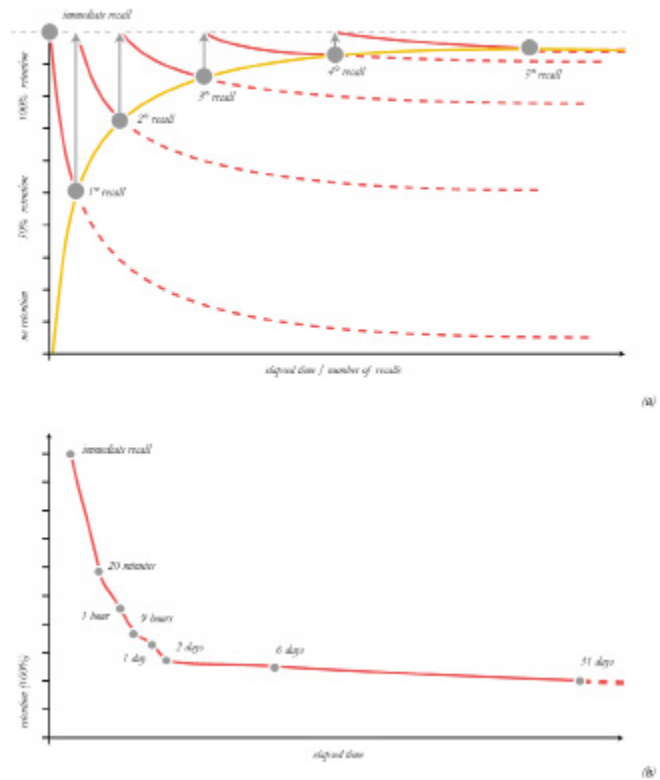 immediate recall
100% retention
50% retention
no retention
1st recall
2th recall
3th recall
4th recall
5th recall
elapsed time / number of recalls
(a)
immediate recall
20 minutes
1 hour
9 hours
1 day
2 days
6 days
31 days
retention (100%)
elapsed time
(b)